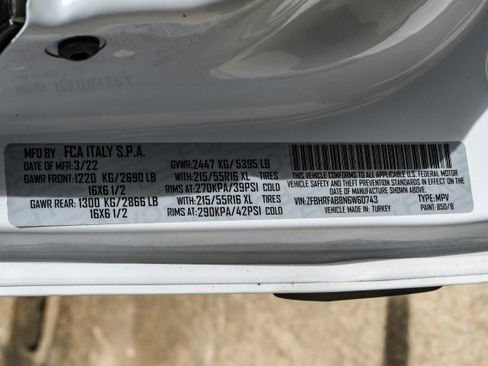 MFD BY FCA ITALY S.P.A.
DATE OF MFR: 3/22 GVWR: 2447 KG/ 5395 LB
GAWR FRONT: 1220 KG/2690 LB WITH: 215/55R16 XL TIRES
16X6 1/2 RIMS AT: 270KPA/39PSI COLD
GAWR REAR: 1300 KG/2866 LB WITH: 215/55R16 XL TIRES
16X6 1/2 RIMS AT: 290KPA/42PSI COLD
THIS VEHICLE CONFORMS TO ALL APPLICABLE U.S. FEDERAL MOTOR
VEHICLE SAFETY STANDARDS IN EFFECT ON THE DATE OF
MANUFACTURE SHOWN ABOVE.
VIN: ZFBHRFAB8N6W60743 TYPE: MPV
VEHICLE MADE IN: TURKEY PAINT: 850/B